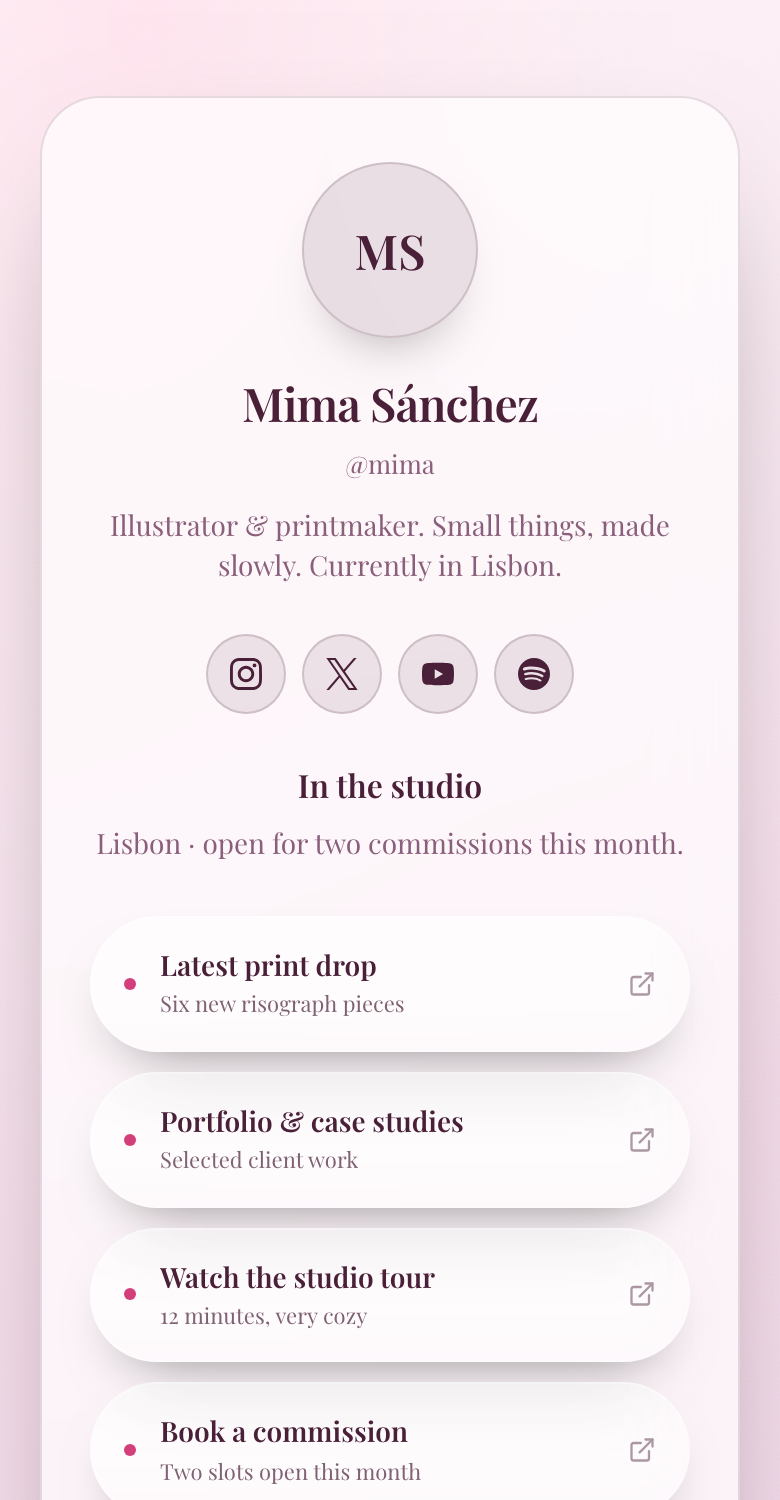 MS
Mima Sánchez
@mima
Illustrator & printmaker. Small things, made
slowly. Currently in Lisbon.
In the studio
Lisbon · open for two commissions this month.
Latest print drop
Six new risograph pieces
Portfolio & case studies
Selected client work
Watch the studio tour
12 minutes, very cozy
Book a commission
Two slots open this month